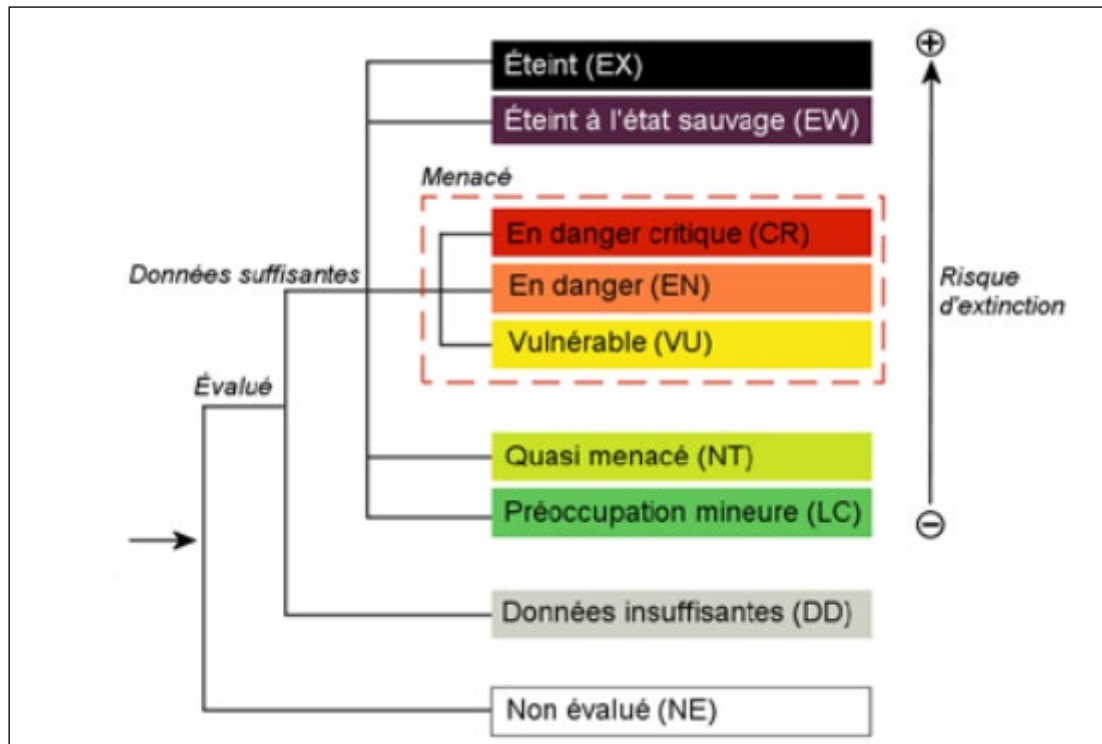 Éteint (EX)
Éteint à l'état sauvage (EW)
Menacé
En danger critique (CR)
Données suffisantes
En danger (EN)
Risque
d'extinction
Vulnérable (VU)
Évalué
Quasi menacé (NT)
Préoccupation mineure (LC)
Données insuffisantes (DD)
Non évalué (NE)